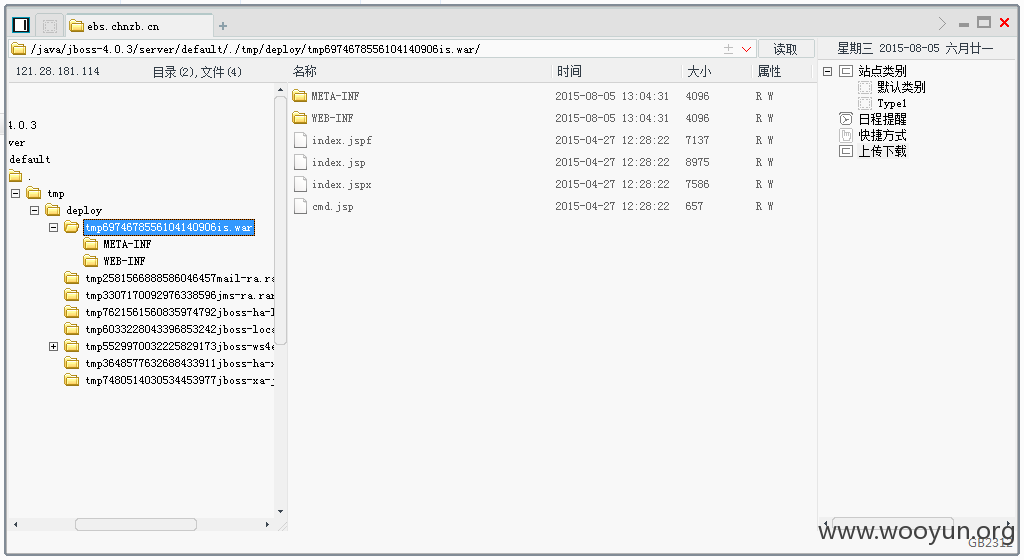 ebs.chnzb.cn
/java/jboss-4.0.3/server/default/./tmp/deploy/tmp6974678556104140906is.war/
读取
星期三 2015-08-05 六月廿一
121.28.181.114
目录(2),文件(4)
名称 时间 大小 属性
4.0.3
ver
default
.
tmp
deploy
tmp6974678556104140906is.war
META-INF
WEB-INF
tmp2581566888586046457mail-ra.ra
tmp3307170092976338596jms-ra.rar
tmp7621561560835974792jboss-ha-l
tmp6033228043396853242jboss-loca
tmp5529970032225829173jboss-ws4e
tmp3648577632688433911jboss-ha-x
tmp7480514030534453977jboss-xa-j
META-INF 2015-08-05 13:04:31 4096 R W
WEB-INF 2015-08-05 13:04:31 4096 R W
index.jspf 2015-04-27 12:28:22 7137 R W
index.jsp 2015-04-27 12:28:22 8975 R W
index.jspx 2015-04-27 12:28:22 7586 R W
cmd.jsp 2015-04-27 12:28:22 657 R W
站点类别
默认类别
Type1
日程提醒
快捷方式
上传下载
www.wooyun.org
GB2312